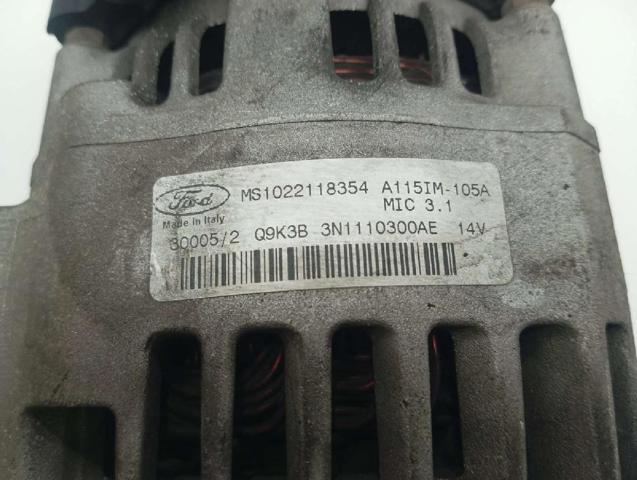 Ford MS1022118354 A115IM-105A
Made in Italy MIC 3.1
30005/2 Q9K3B 3N1110300AE 14V